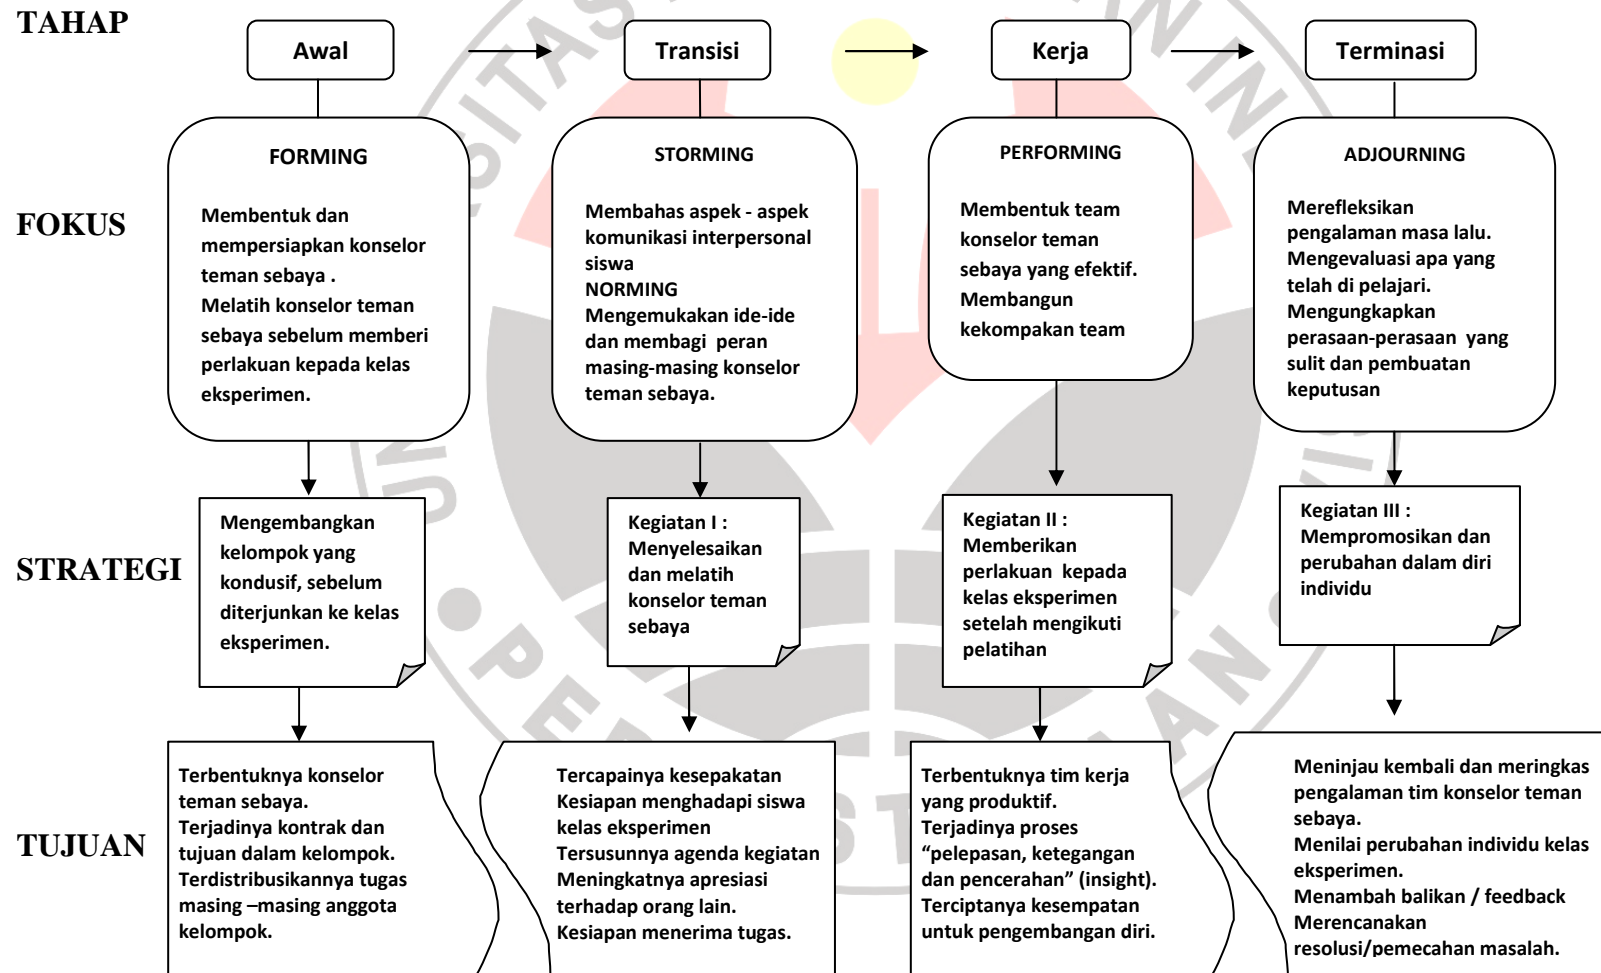 TAHAP
Awal
Transisi
Kerja
Terminasi
FOKUS
FORMING
Membentuk dan
mempersiapkan konselor
teman sebaya .
Melatih konselor teman
sebaya sebelum memberi
perlakuan kepada kelas
eksperimen.
STORMING
Membahas aspek - aspek
komunikasi interpersonal
siswa
NORMING
Mengemukakan ide-ide
dan membagi peran
masing-masing konselor
teman sebaya.
PERFORMING
Membentuk team
konselor teman
sebaya yang efektif.
Membangun
kekompakan team
ADJOURNING
Merefleksikan
pengalaman masa lalu.
Mengevaluasi apa yang
telah di pelajari.
Mengungkapkan
perasaan-perasaan yang
sulit dan pembuatan
keputusan
STRATEGI
Mengembangkan
kelompok yang
kondusif, sebelum
diterjunkan ke kelas
eksperimen.
Kegiatan I :
Menyelesaikan
dan melatih
konselor teman
sebaya
Kegiatan II :
Memberikan
perlakuan kepada
kelas eksperimen
setelah mengikuti
pelatihan
Kegiatan III :
Mempromosikan dan
perubahan dalam diri
individu
TUJUAN
Terbentuknya konselor
teman sebaya.
Terjadinya kontrak dan
tujuan dalam kelompok.
Terdistribusikannya tugas
masing –masing anggota
kelompok.
Tercapainya kesepakatan
Kesiapan menghadapi siswa
kelas eksperimen
Tersusunnya agenda kegiatan
Meningkatnya apresiasi
terhadap orang lain.
Kesiapan menerima tugas.
Terbentuknya tim kerja
yang produktif.
Terjadinya proses
“pelepasan, ketegangan
dan pencerahan” (insight).
Terciptanya kesempatan
untuk pengembangan diri.
Meninjau kembali dan meringkas
pengalaman tim konselor teman
sebaya.
Menilai perubahan individu kelas
eksperimen.
Menambah balikan / feedback
Merencanakan
resolusi/pemecahan masalah.